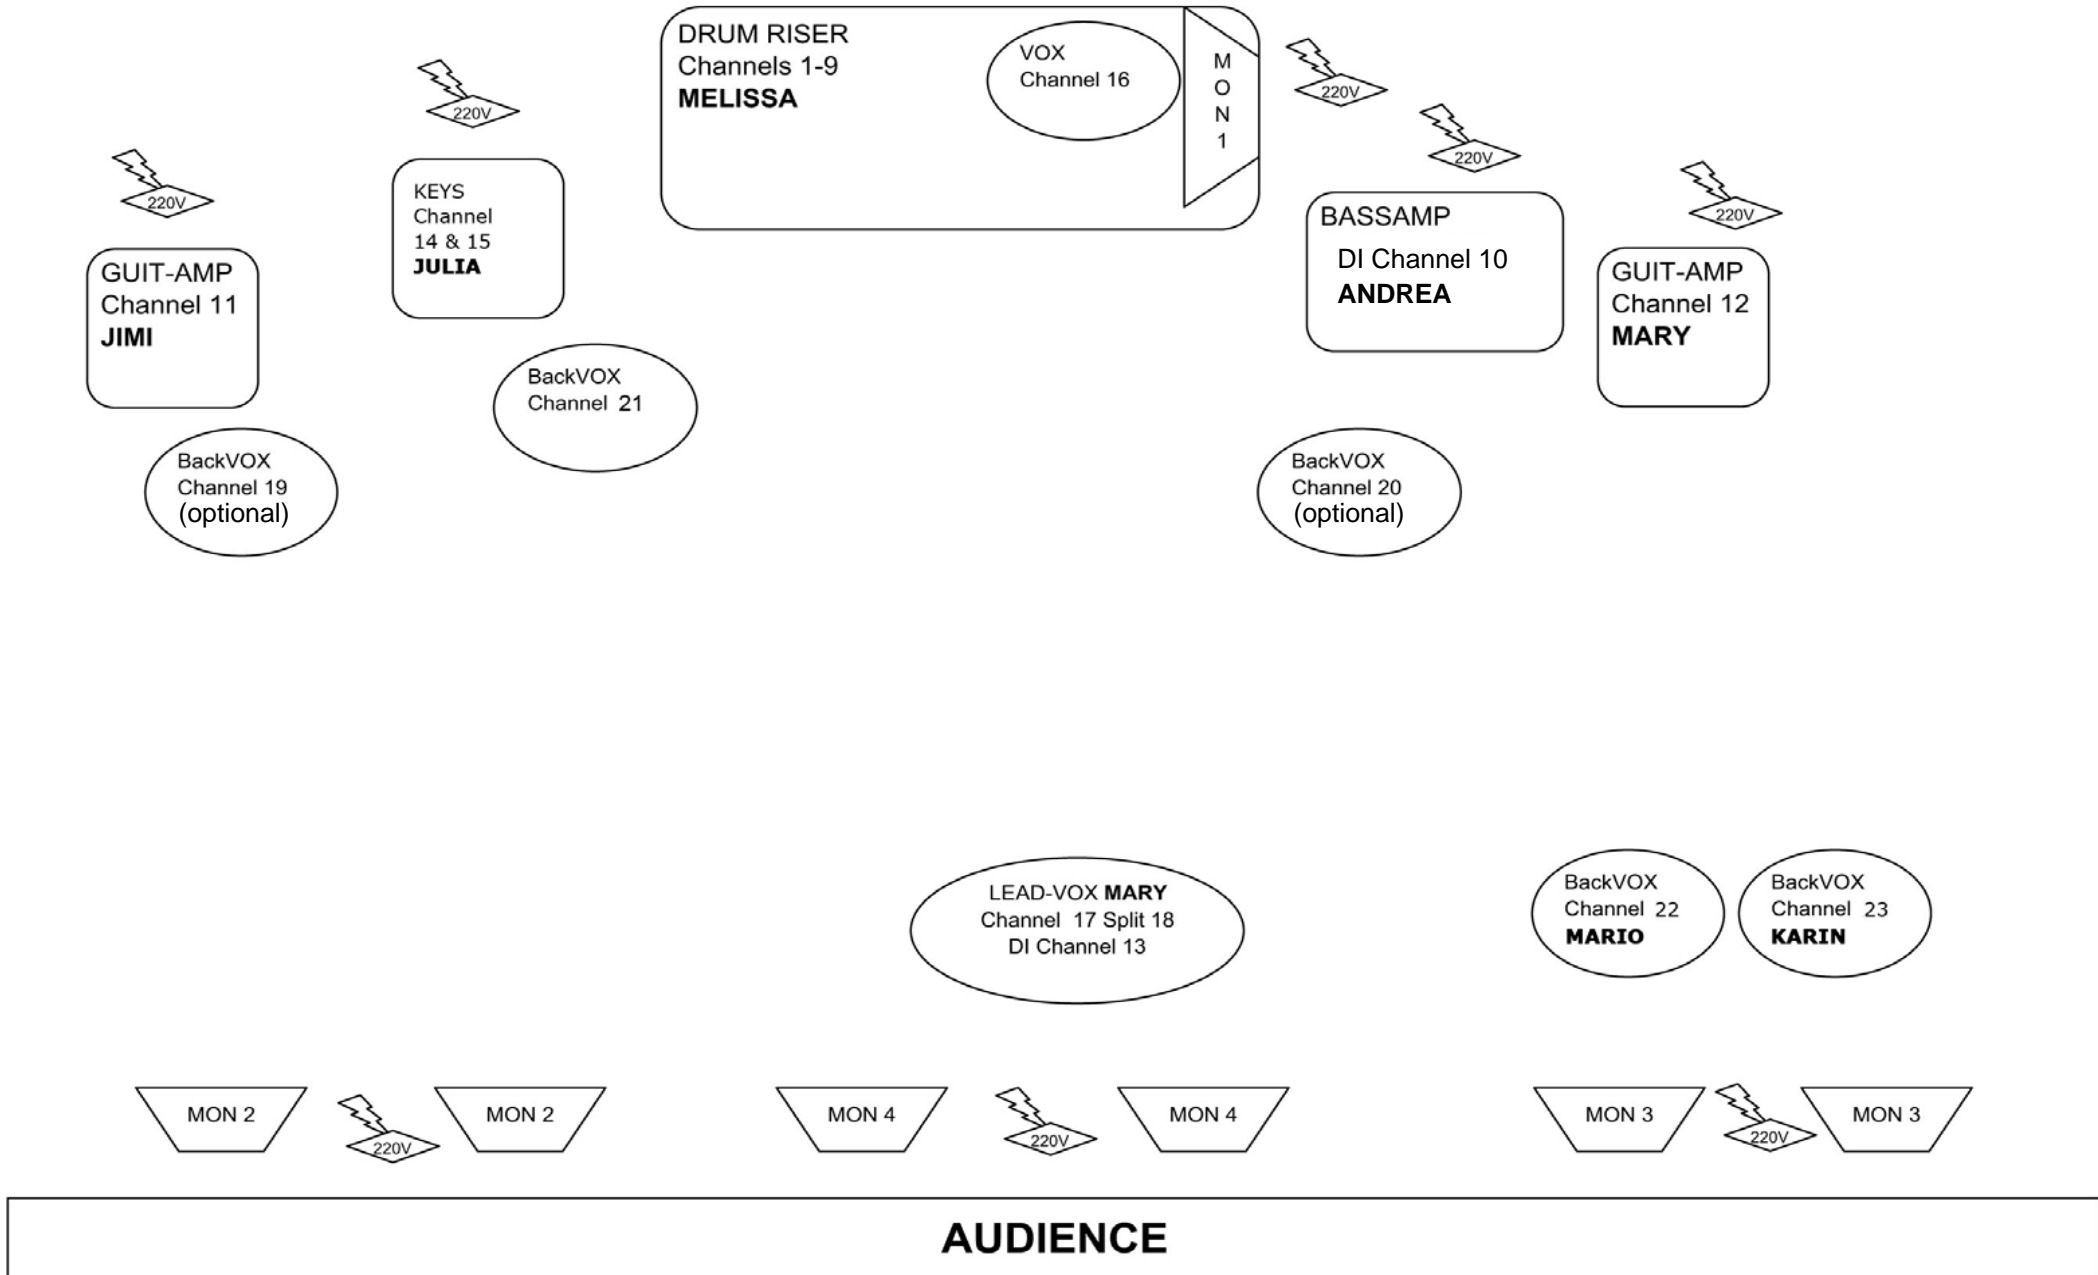 DRUM RISER
Channels 1-9
MELISSA
VOX
Channel 16
M
O
N
1
220V
220V
220V
220V
220V
KEYS
Channel
14 & 15
JULIA
GUIT-AMP
Channel 11
JIMI
BASSAMP
DI Channel 10
ANDREA
GUIT-AMP
Channel 12
MARY
BackVOX
Channel 21
BackVOX
Channel 19
(optional)
BackVOX
Channel 20
(optional)
LEAD-VOX MARY
Channel 17 Split 18
DI Channel 13
BackVOX
Channel 22
MARIO
BackVOX
Channel 23
KARIN
MON 2
220V
MON 2
MON 4
220V
MON 4
MON 3
220V
MON 3
AUDIENCE